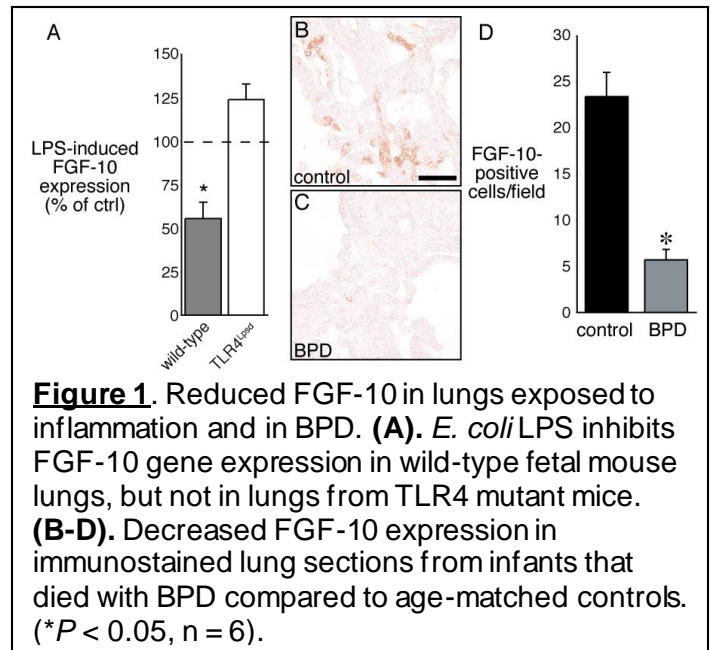 A
150
125
100
75
50
25
0
LPS-induced
FGF-10
expression
(% of ctrl)
*
wild-type
TLR4Lpsd
B
control
C
BPD
D
30
25
20
15
10
5
0
FGF-10-
positive
cells/field
*
control BPD
Figure 1. Reduced FGF-10 in lungs exposed to
inflammation and in BPD. (A). E. coli LPS inhibits
FGF-10 gene expression in wild-type fetal mouse
lungs, but not in lungs from TLR4 mutant mice.
(B-D). Decreased FGF-10 expression in
immunostained lung sections from infants that
died with BPD compared to age-matched controls.
(*P < 0.05, n = 6).